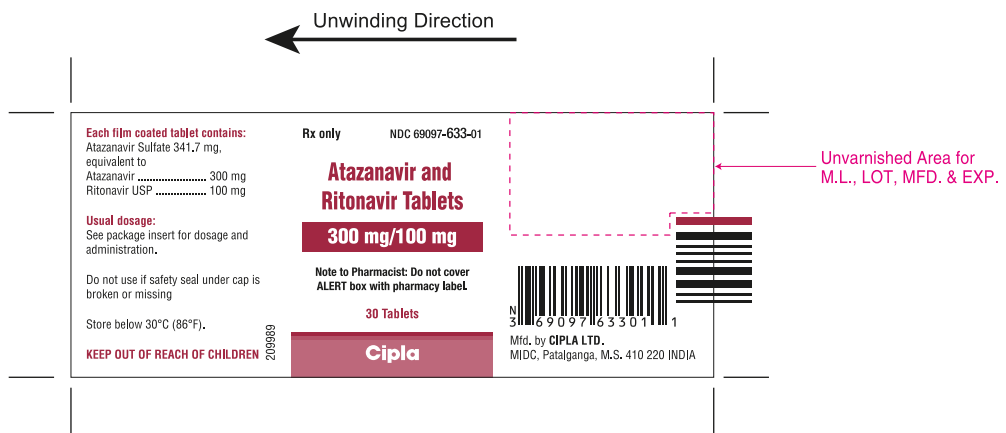 Unwinding Direction
Each film coated tablet contains:
Atazanavir Sulfate 341.7 mg,
equivalent to
Atazanavir ................. 300 mg
Ritonavir USP ............. 100 mg
Usual dosage:
See package insert for dosage and
administration.
Do not use if safety seal under cap is
broken or missing
Store below 30°C (86°F).
KEEP OUT OF REACH OF CHILDREN
209989
Rx only NDC 69097-633-01
Atazanavir and
Ritonavir Tablets
300 mg/100 mg
Note to Pharmacist: Do not cover
ALERT box with pharmacy label.
30 Tablets
Cipla
N
3 69097 63301 1
Mfd. by CIPLA LTD.
MIDC, Patalganga, M.S. 410 220 INDIA
Unvarnished Area for
M.L., LOT, MFD. & EXP.